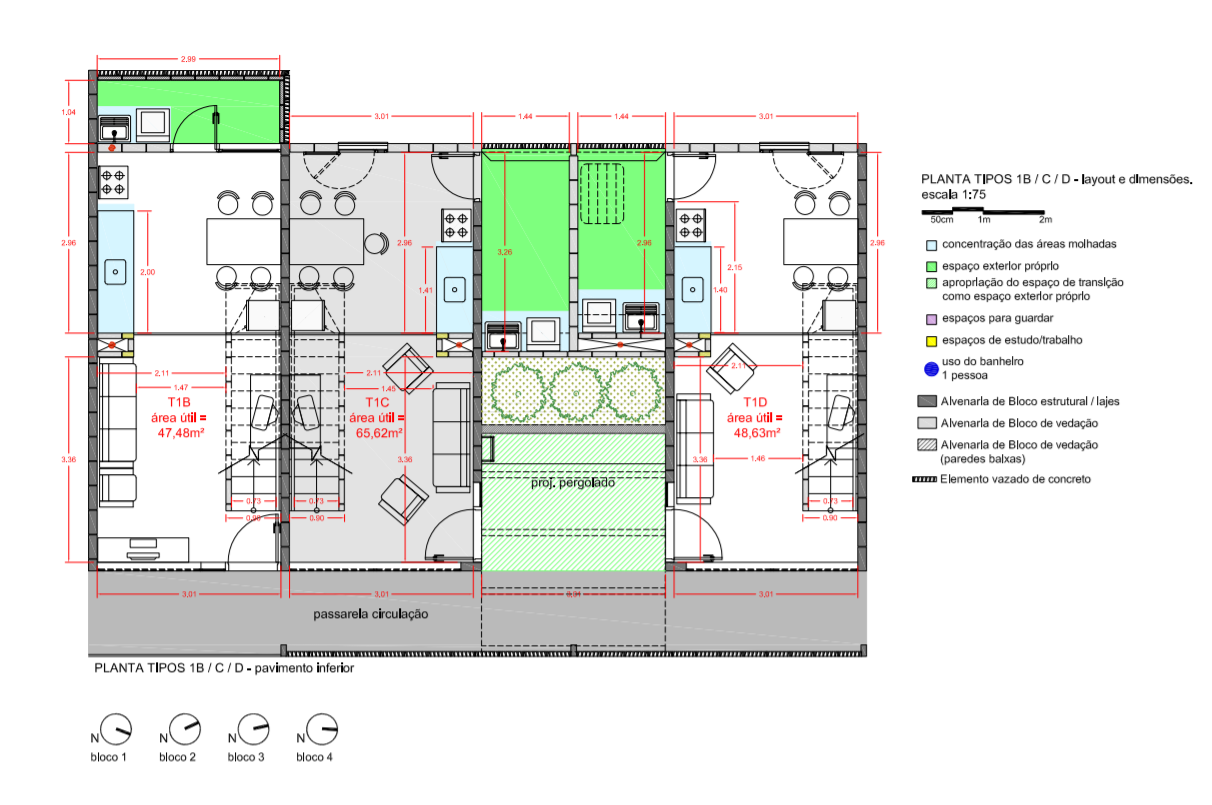 2.99
1.04
3.01
1.44
1.44
3.01
PLANTA TIPOS 1B / C / D - layout e dimensões.
escala 1:75
50cm 1m 2m
2.96
2.00
2.96
1.41
3.26
2.96
2.15
1.40
2.96
concentração das áreas molhadas
espaço exterior próprio
apropriação do espaço de transição
como espaço exterior próprio
espaços para guardar
espaços de estudo/trabalho
uso do banheiro
1 pessoa
Alvenaria de Bloco estrutural / lajes
Alvenaria de Bloco de vedação
Alvenaria de Bloco de vedação
(paredes baixas)
Elemento vazado de concreto
2.11
1.47
T1B
área útil =
47,48m²
3.36
2.11
1.45
T1C
área útil =
65,62m²
3.36
2.11
T1D
área útil =
48,63m²
3.36
1.46
proj. pergolado
0.73
0.90
0.73
0.90
0.90
3.01
3.01
3.01
3.01
passarela circulação
PLANTA TIPOS 1B / C / D - pavimento inferior
N
bloco 1
N
bloco 2
N
bloco 3
N
bloco 4